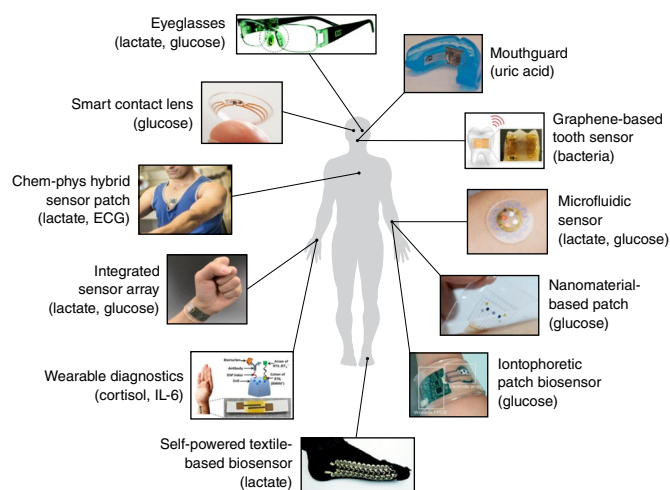 Eyeglasses
(lactate, glucose)
Mouthguard
(uric acid)
Smart contact lens
(glucose)
Graphene-based
tooth sensor
(bacteria)
Chem-phys hybrid
sensor patch
(lactate, ECG)
Microfluidic
sensor
(lactate, glucose)
Integrated
sensor array
(lactate, glucose)
Nanomaterial-
based patch
(glucose)
Wearable diagnostics
(cortisol, IL-6)
Biomarkers
Antibody
Iontophoretic
patch biosensor
(glucose)
Self-powered textile-
based biosensor
(lactate)